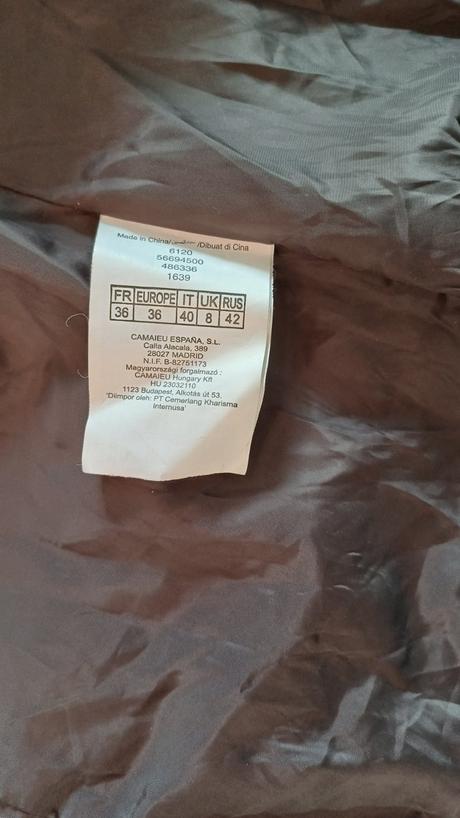 Made in China/ /Dibuat di Cina
6120
56694500
486336
1639
FR EUROPE IT UK RUS
36 36 40 8 42
CAMAIEU ESPAÑA, S.L.
Calla Alacala, 389
28027 MADRID
N.I.F. B-82751173
Magyarországi forgalmazó :
CAMAIEU Hungary Kft
HU 23032110
1123 Budapest, Alkotás út 53.
'Diimpor oleh: PT Cemerlang Kharisma
Internusa'